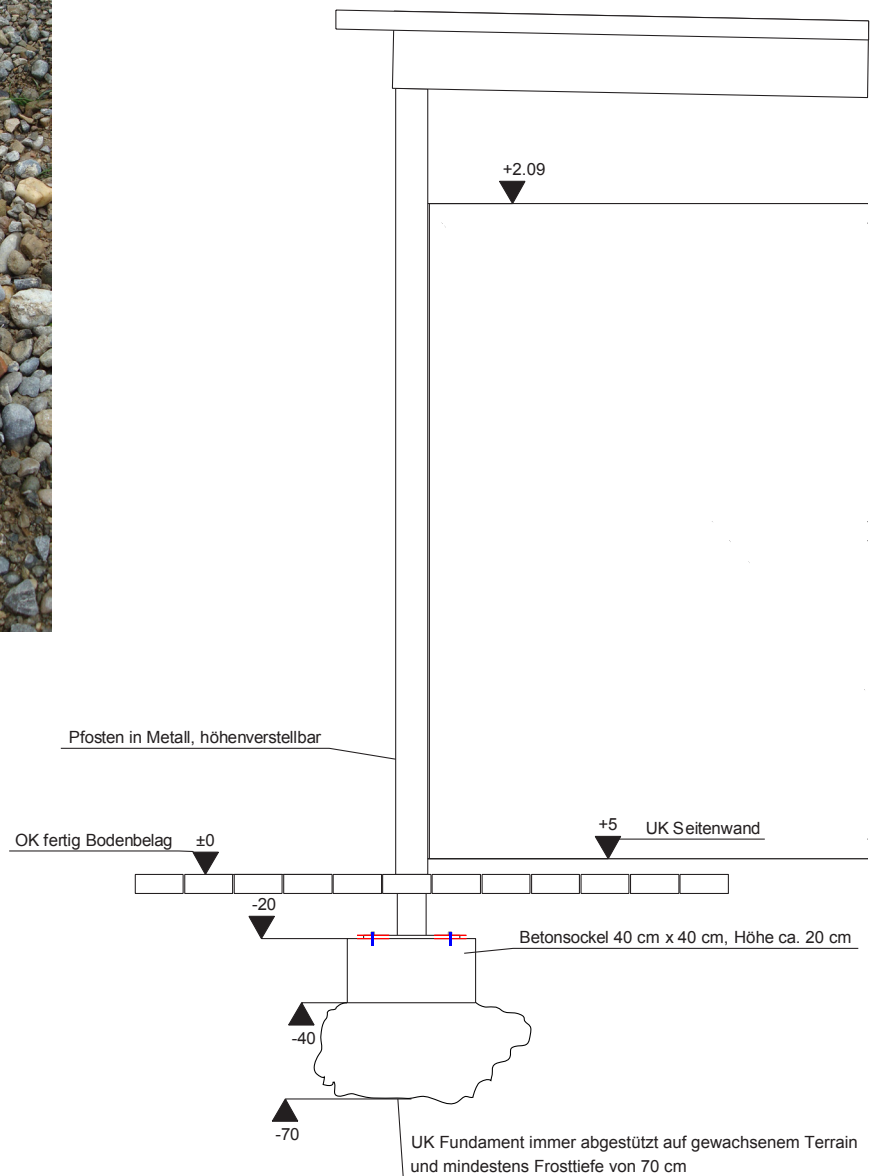 +2.09
Pfosten in Metall, höhenverstellbar
+5
UK Seitenwand
OK fertig Bodenbelag
±0
-20
Betonsockel 40 cm x 40 cm, Höhe ca. 20 cm
-40
-70
UK Fundament immer abgestützt auf gewachsenem Terrain
und mindestens Frosttiefe von 70 cm